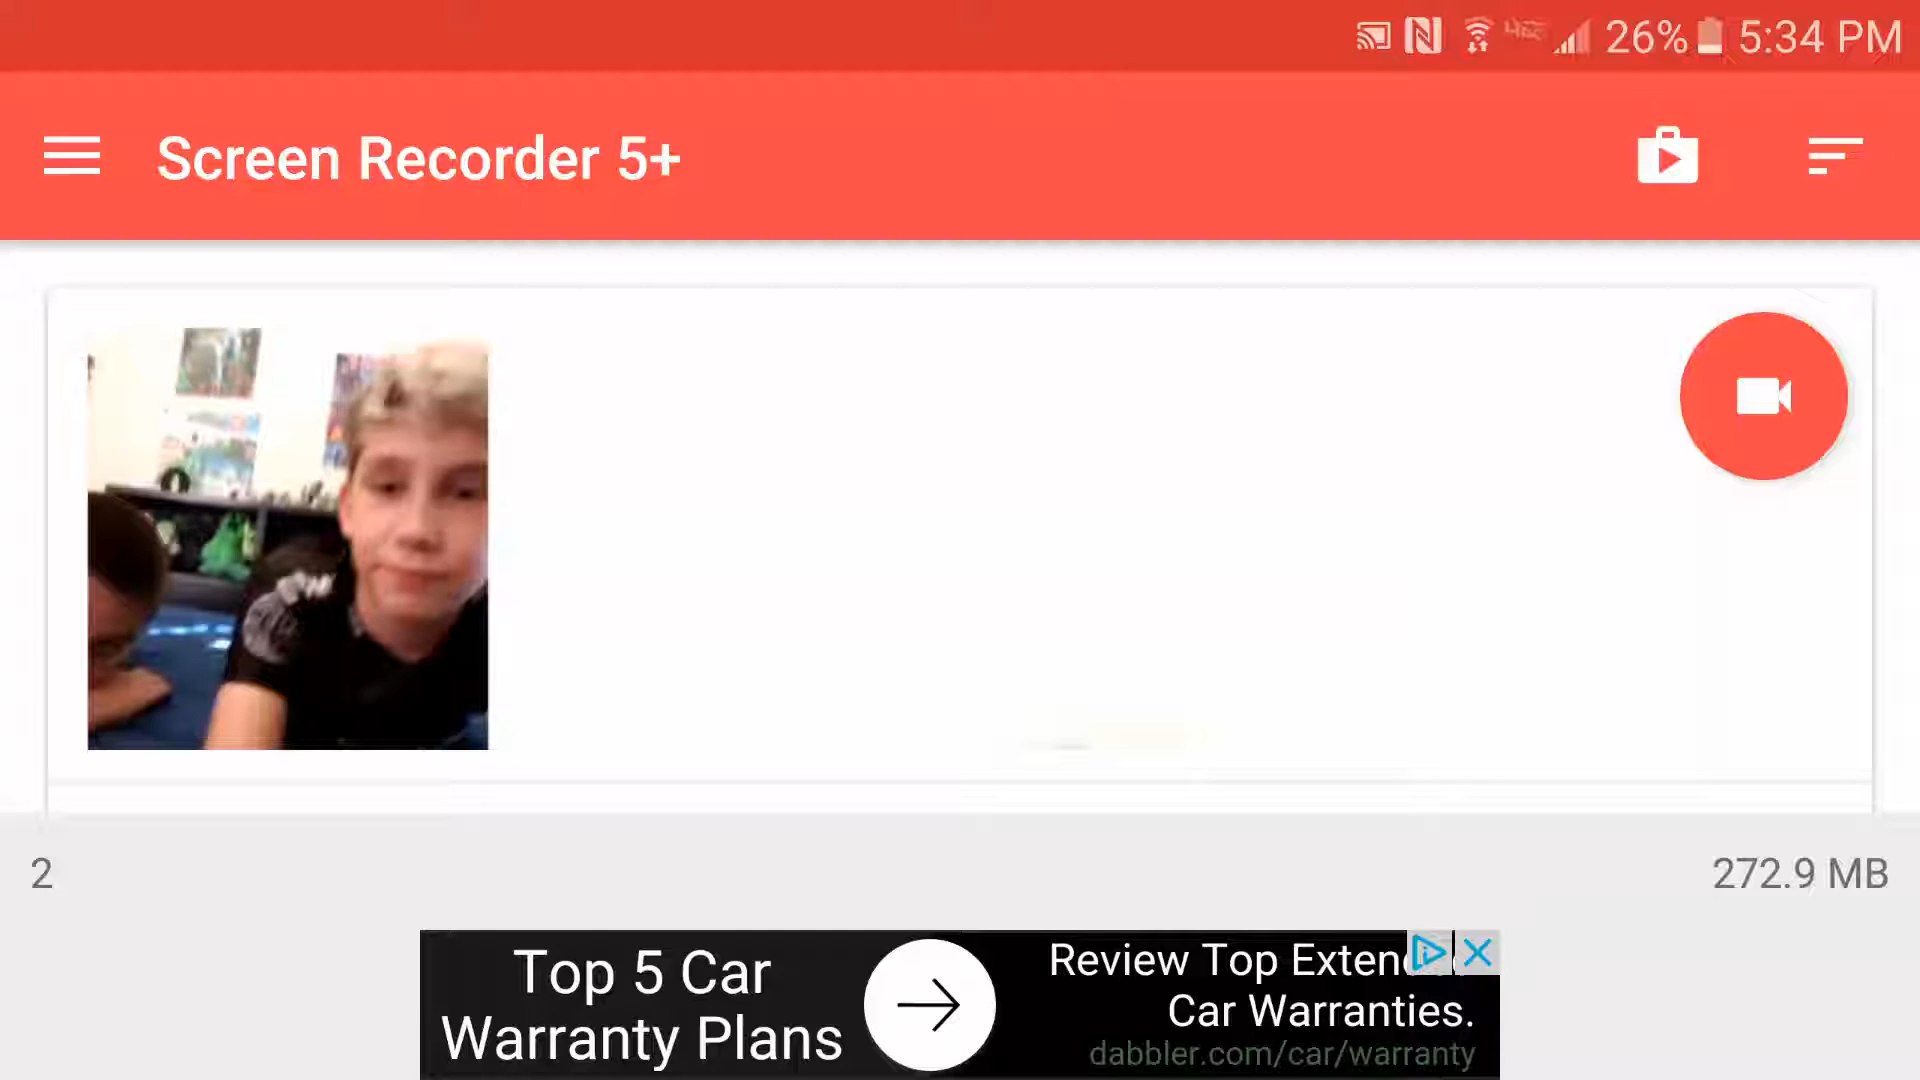 26% 5:34 PM
Screen Recorder 5+
2
272.9 MB
Top 5 Car
Warranty Plans
Review Top
Car Warranties.
dabbler.com/car/warranty